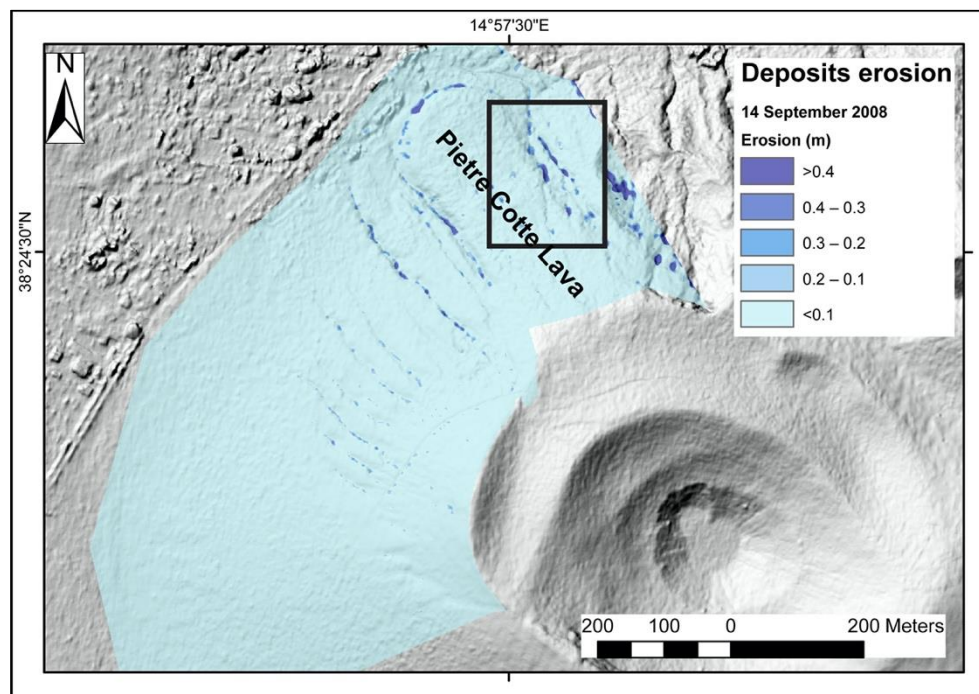 14°57'30"E
N
38°24'30"N
Pietre Cotte Lava
Deposits erosion
14 September 2008
Erosion (m)
>0.4
0.4 – 0.3
0.3 – 0.2
0.2 – 0.1
<0.1
200 100 0 200 Meters